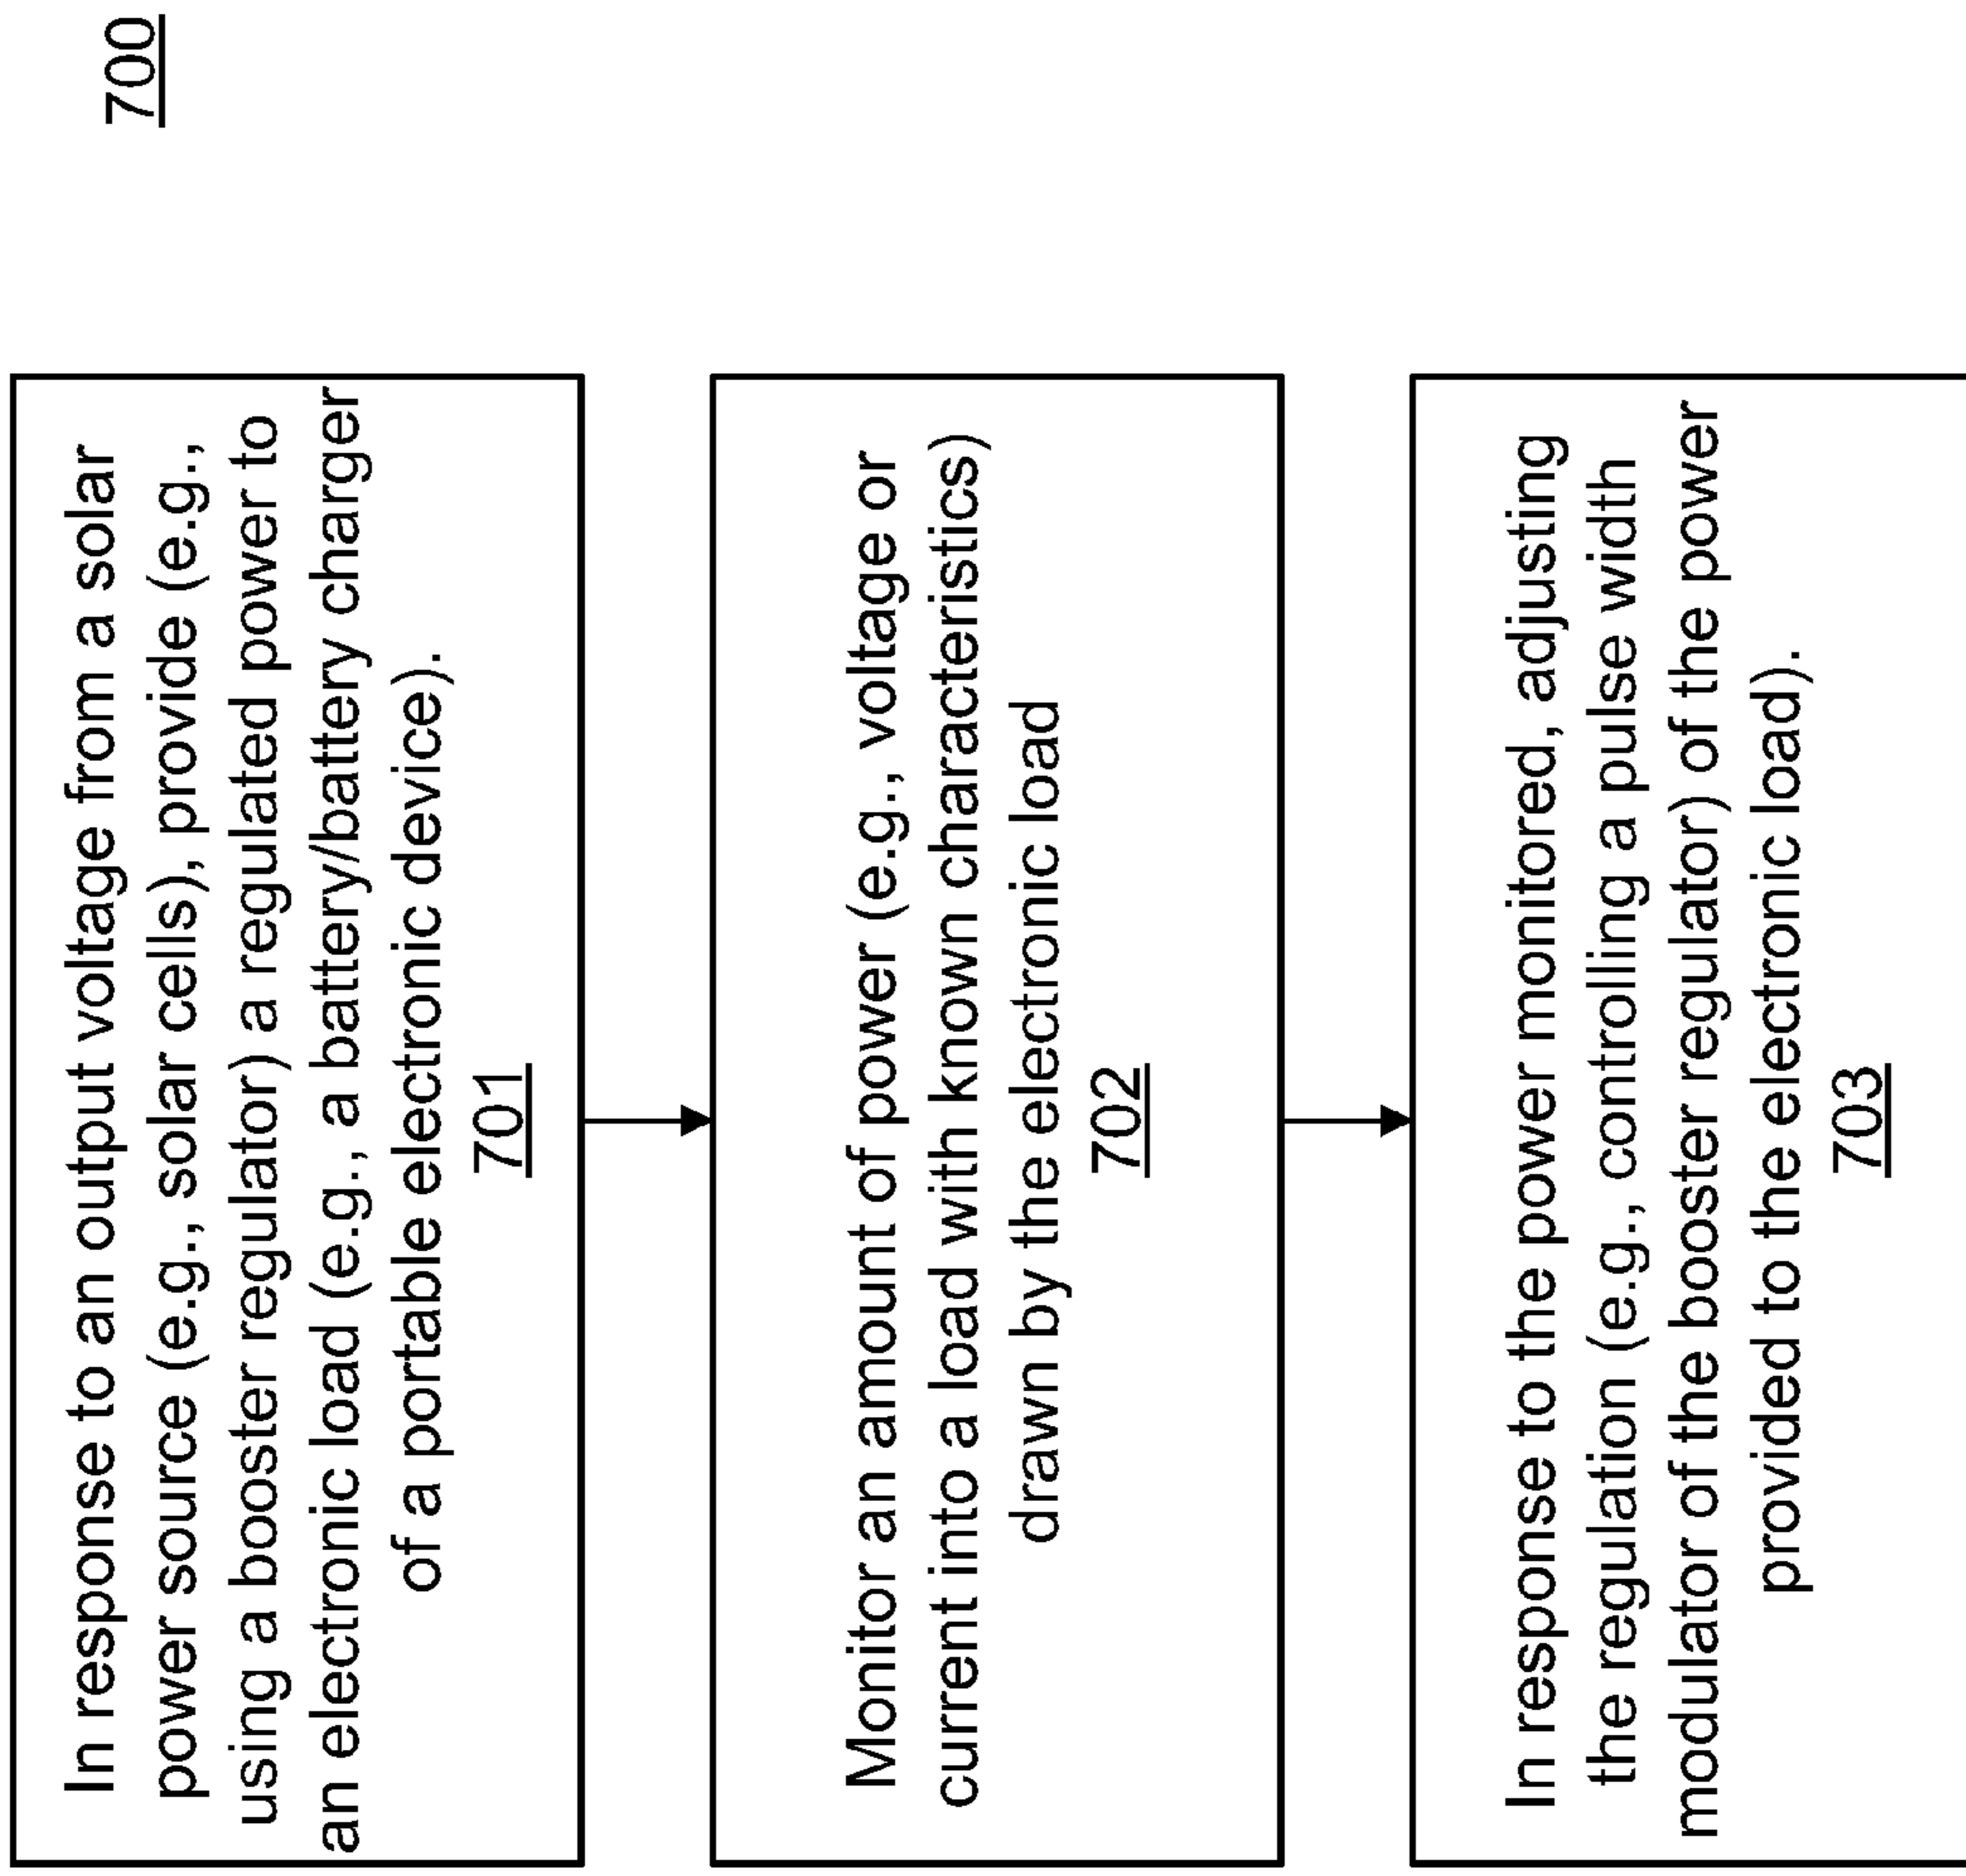 700
In response to an output voltage from a solar
power source (e.g., solar cells), provide (e.g.,
using a booster regulator) a regulated power to
an electronic load (e.g., a battery/battery charger
of a portable electronic device).
701
Monitor an amount of power (e.g., voltage or
current into a load with known characteristics)
drawn by the electronic load
702
In response to the power monitored, adjusting
the regulation (e.g., controlling a pulse width
modulator of the booster regulator) of the power
provided to the electronic load).
703